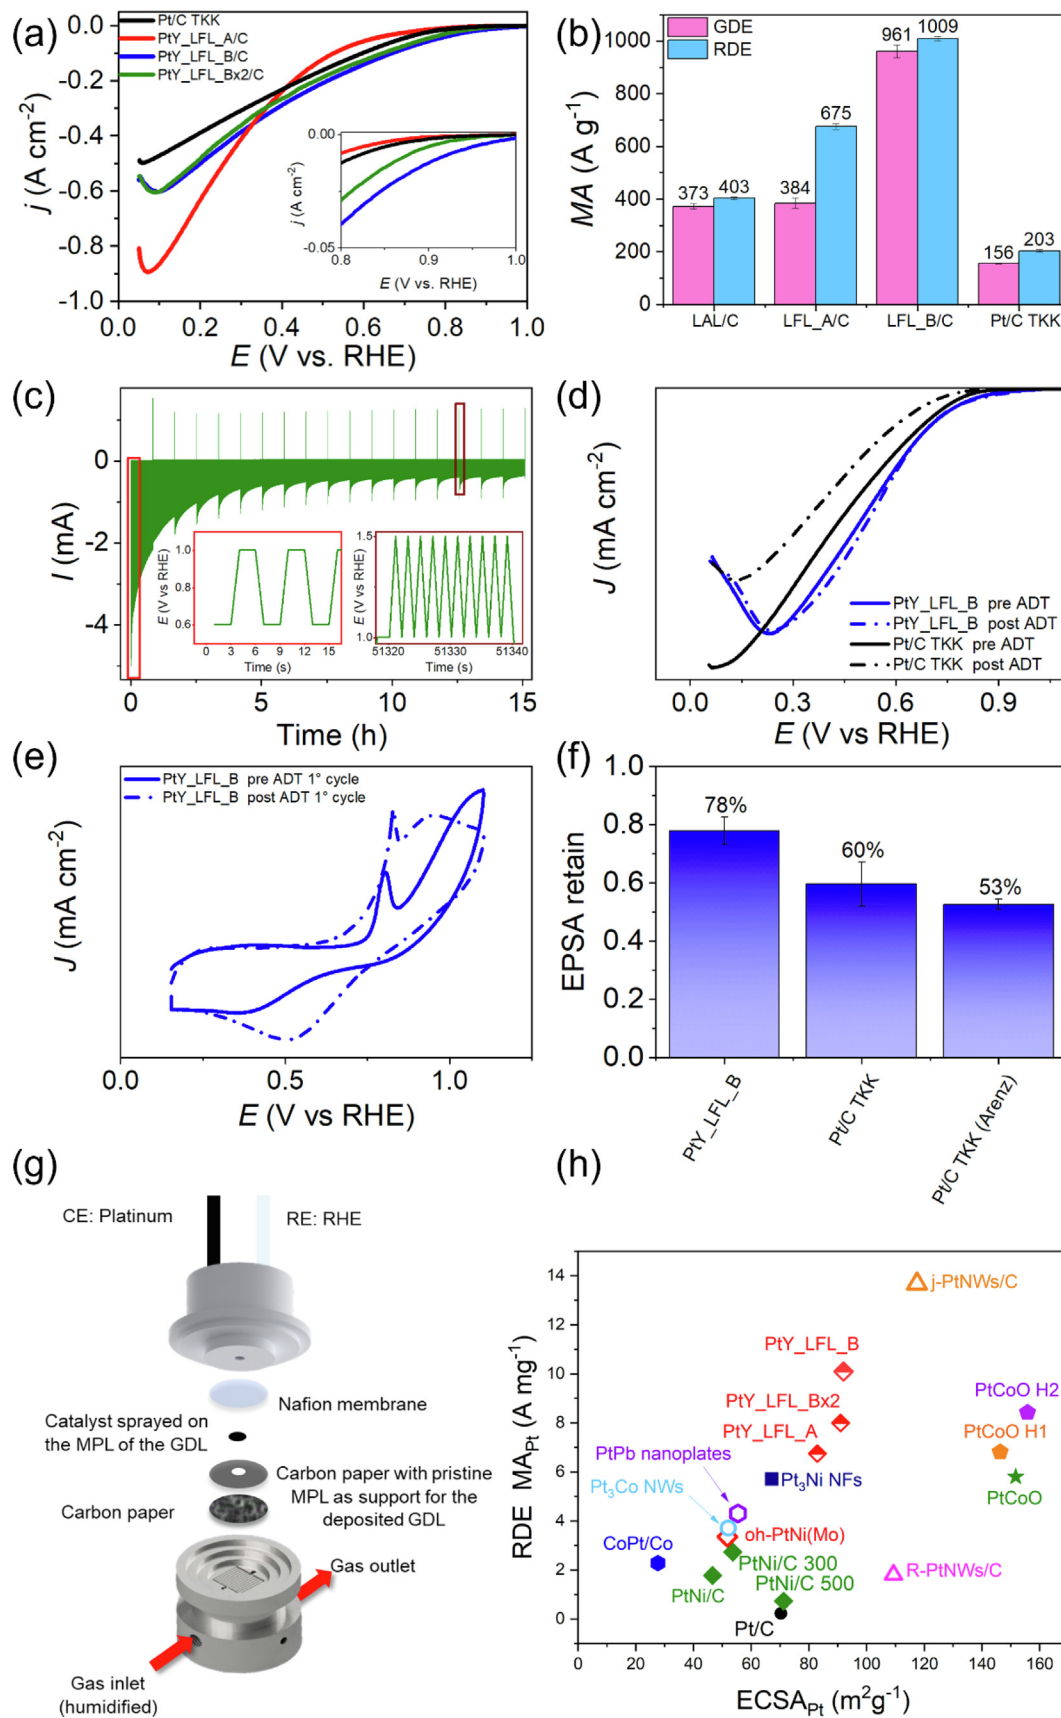 (a)
Pt/C TKK
PtY_LFL_A/C
PtY_LFL_B/C
PtY_LFL_Bx2/C
0.0
-0.2
-0.4
-0.6
-0.8
-1.0
j (A cm⁻²)
0.0 0.2 0.4 0.6 0.8 1.0
E (V vs. RHE)
0.00
-0.05
j (A cm⁻²)
0.8 0.9 1.0
E (V vs. RHE)
(b)
GDE
RDE
1000
800
600
400
200
0
MA (A g⁻¹)
373 403
384 675
961 1009
156 203
LAL/C LFL_A/C LFL_B/C Pt/C TKK
(c)
0
-2
-4
I (mA)
0 5 10 15
Time (h)
1.0
0.8
0.6
E (V vs RHE)
0 3 6 9 12 15
Time (s)
1.5
1.0
E (V vs RHE)
51320 51330 51340
Time (s)
(d)
J (mA cm⁻²)
PtY_LFL_B pre ADT
PtY_LFL_B post ADT
Pt/C TKK pre ADT
Pt/C TKK post ADT
0.0 0.3 0.6 0.9
E (V vs RHE)
(e)
PtY_LFL_B pre ADT 1° cycle
PtY_LFL_B post ADT 1° cycle
J (mA cm⁻²)
0.0 0.5 1.0
E (V vs RHE)
(f)
1.0
0.8
0.6
0.4
0.2
0.0
EPSA retain
78%
60%
53%
PtY_LFL_B
Pt/C TKK
Pt/C TKK (Arenz)
(g)
CE: Platinum
RE: RHE
Nafion membrane
Catalyst sprayed on
the MPL of the GDL
Carbon paper with pristine
MPL as support for the
deposited GDL
Carbon paper
Gas outlet
Gas inlet
(humidified)
(h)
14
12
10
8
6
4
2
0
RDE MA_Pt (A mg⁻¹)
j-PtNWs/C
PtY_LFL_B
PtCoO H2
PtY_LFL_Bx2
PtCoO H1
PtY_LFL_A
PtPb nanoplates
Pt₃Ni NFs
PtCoO
Pt₃Co NWs
oh-PtNi(Mo)
CoPt/Co
PtNi/C 300
R-PtNWs/C
PtNi/C
PtNi/C 500
Pt/C
0 20 40 60 80 100 120 140 160
ECSA_Pt (m²g⁻¹)